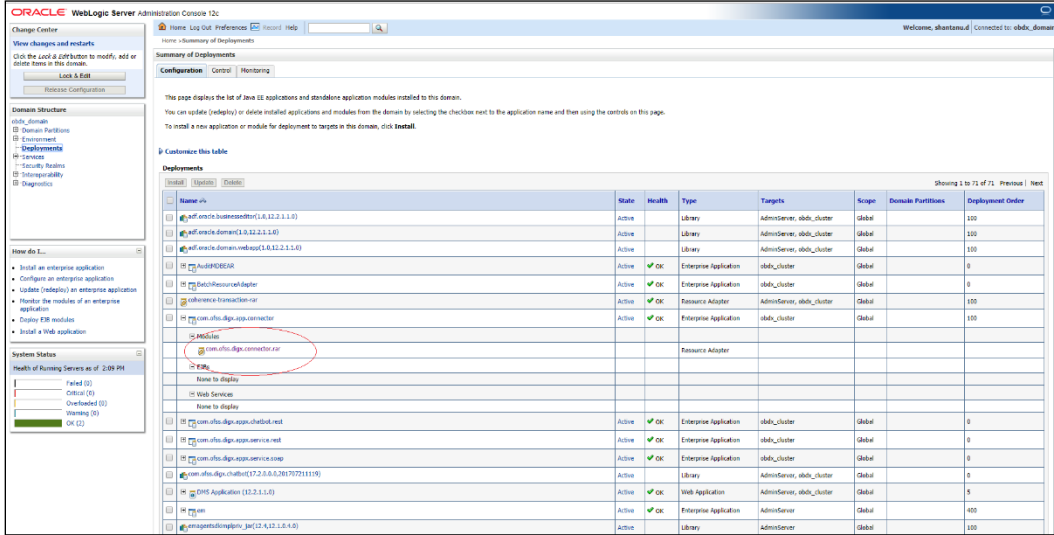 ORACLE WebLogic Server Administration Console 12c
Change Center
View changes and restarts
Click the Lock & Edit button to modify, add or
delete items in this domain.
Lock & Edit
Release Configuration
Domain Structure
obdx_domain
Domain Partitions
Environment
Deployments
Services
Security Realms
Interoperability
Diagnostics
How do I...
Install an enterprise application
Configure an enterprise application
Update (redeploy) an enterprise application
Monitor the modules of an enterprise
application
Deploy EJB modules
Install a Web application
System Status
Health of Running Servers as of 2:09 PM
Failed (0)
Critical (0)
Overloaded (0)
Warning (0)
OK (2)
Home Log Out Preferences Record Help
Welcome, shantanu.d Connected to: obdx_domain
Home >Summary of Deployments
Summary of Deployments
Configuration Control Monitoring
This page displays the list of Java EE applications and standalone application modules installed to this domain.
You can update (redeploy) or delete installed applications and modules from the domain by selecting the checkbox next to the application name and then using the controls on this page.
To install a new application or module for deployment to targets in this domain, click Install.
Customize this table
Deployments
Install Update Delete Showing 1 to 71 of 71 Previous | Next
Name State Health Type Targets Scope Domain Partitions Deployment Order
adf.oracle.businesseditor(1.0,12.2.1.1.0) Active Library AdminServer, obdx_cluster Global 100
adf.oracle.domain(1.0,12.2.1.1.0) Active Library AdminServer, obdx_cluster Global 100
adf.oracle.domain.webapp(1.0,12.2.1.1.0) Active Library AdminServer, obdx_cluster Global 100
AuditMDBEAR Active OK Enterprise Application obdx_cluster Global 0
BatchResourceAdapter Active OK Enterprise Application obdx_cluster Global 0
coherence-transaction-rar Active OK Resource Adapter AdminServer, obdx_cluster Global 100
com.ofss.digx.app.connector Active OK Enterprise Application obdx_cluster Global 100
Modules
com.ofss.digx.connector.rar Resource Adapter
EJBs
None to display
Web Services
None to display
com.ofss.digx.appx.chatbot.rest Active OK Enterprise Application obdx_cluster Global 0
com.ofss.digx.appx.service.rest Active OK Enterprise Application obdx_cluster Global 0
com.ofss.digx.appx.service.soap Active OK Enterprise Application obdx_cluster Global 0
com.ofss.digx.chatbot(17.2.0.0.0,201707211119) Active Library AdminServer, obdx_cluster Global 0
DMS Application (12.2.1.1.0) Active OK Web Application AdminServer, obdx_cluster Global 5
em Active OK Enterprise Application AdminServer Global 400
emagentsdkimplpriv_jar(12.4,12.1.0.4.0) Active Library AdminServer Global 100